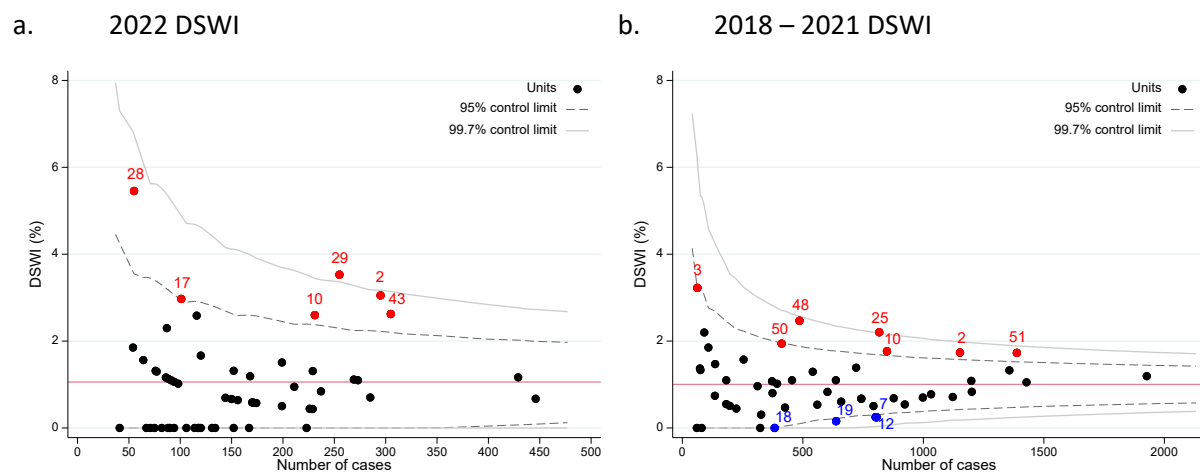 a. 2022 DSWI
b. 2018 – 2021 DSWI
8
6
4
2
0
DSWI (%)
0 50 100 150 200 250 300 350 400 450 500
Number of cases
Units
95% control limit
99.7% control limit
28
17
29
2
10
43
8
6
4
2
0
DSWI (%)
0 500 1000 1500 2000
Number of cases
Units
95% control limit
99.7% control limit
3
48
50
25
10
2
51
18
19
7
12